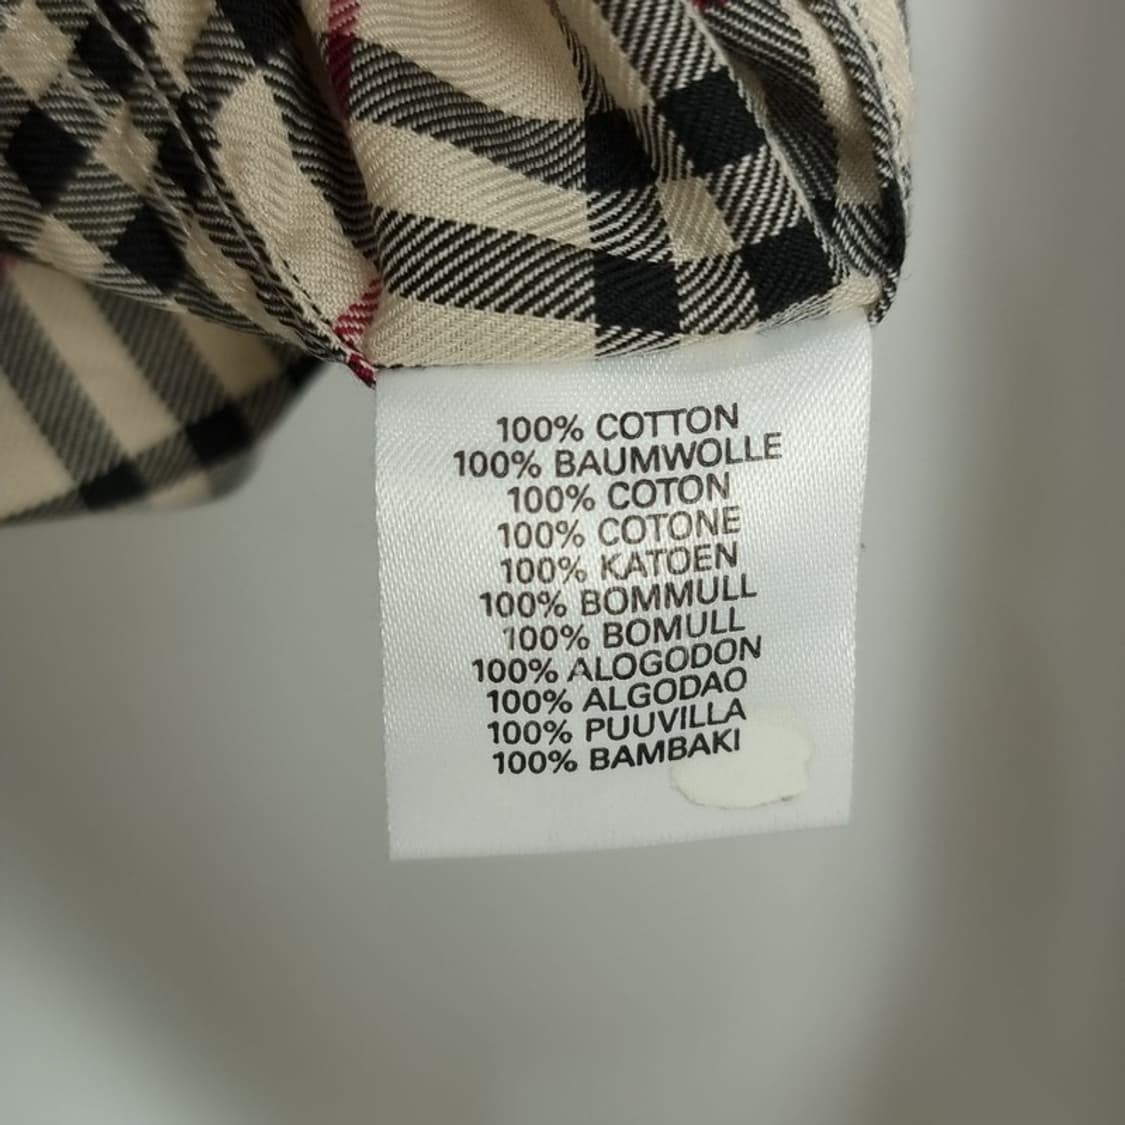 100% COTTON
100% BAUMWOLLE
100% COTON
100% COTONE
100% KATOEN
100% BOMMULL
100% BOMULL
100% ALOGODON
100% ALGODAO
100% PUUVILLA
100% BAMBAKI